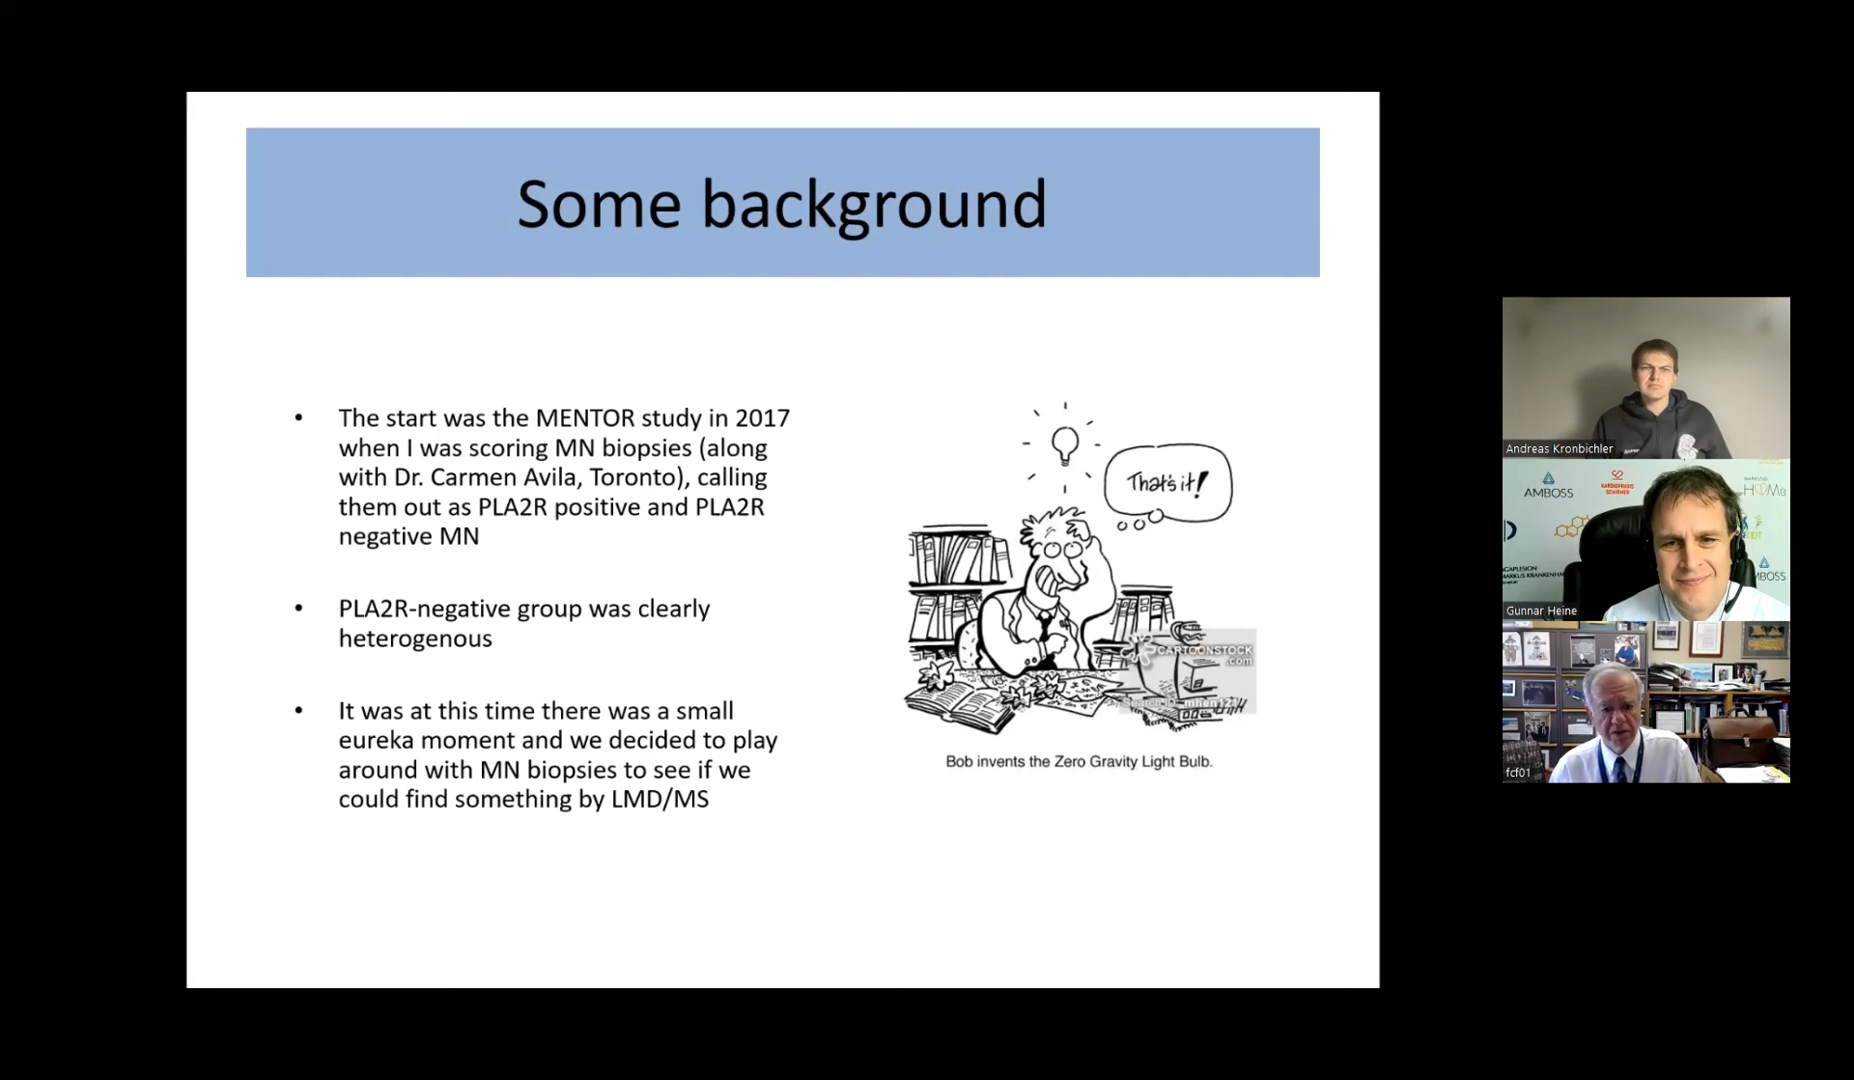 Some background
• The start was the MENTOR study in 2017
when I was scoring MN biopsies (along
with Dr. Carmen Avila, Toronto), calling
them out as PLA2R positive and PLA2R
negative MN
• PLA2R-negative group was clearly
heterogenous
• It was at this time there was a small
eureka moment and we decided to play
around with MN biopsies to see if we
could find something by LMD/MS
That's it!
CARTOONSTOCK
.com
Bob invents the Zero Gravity Light Bulb.
Andreas Kronbichler
AMBOSS
Gunnar Heine
fcf01